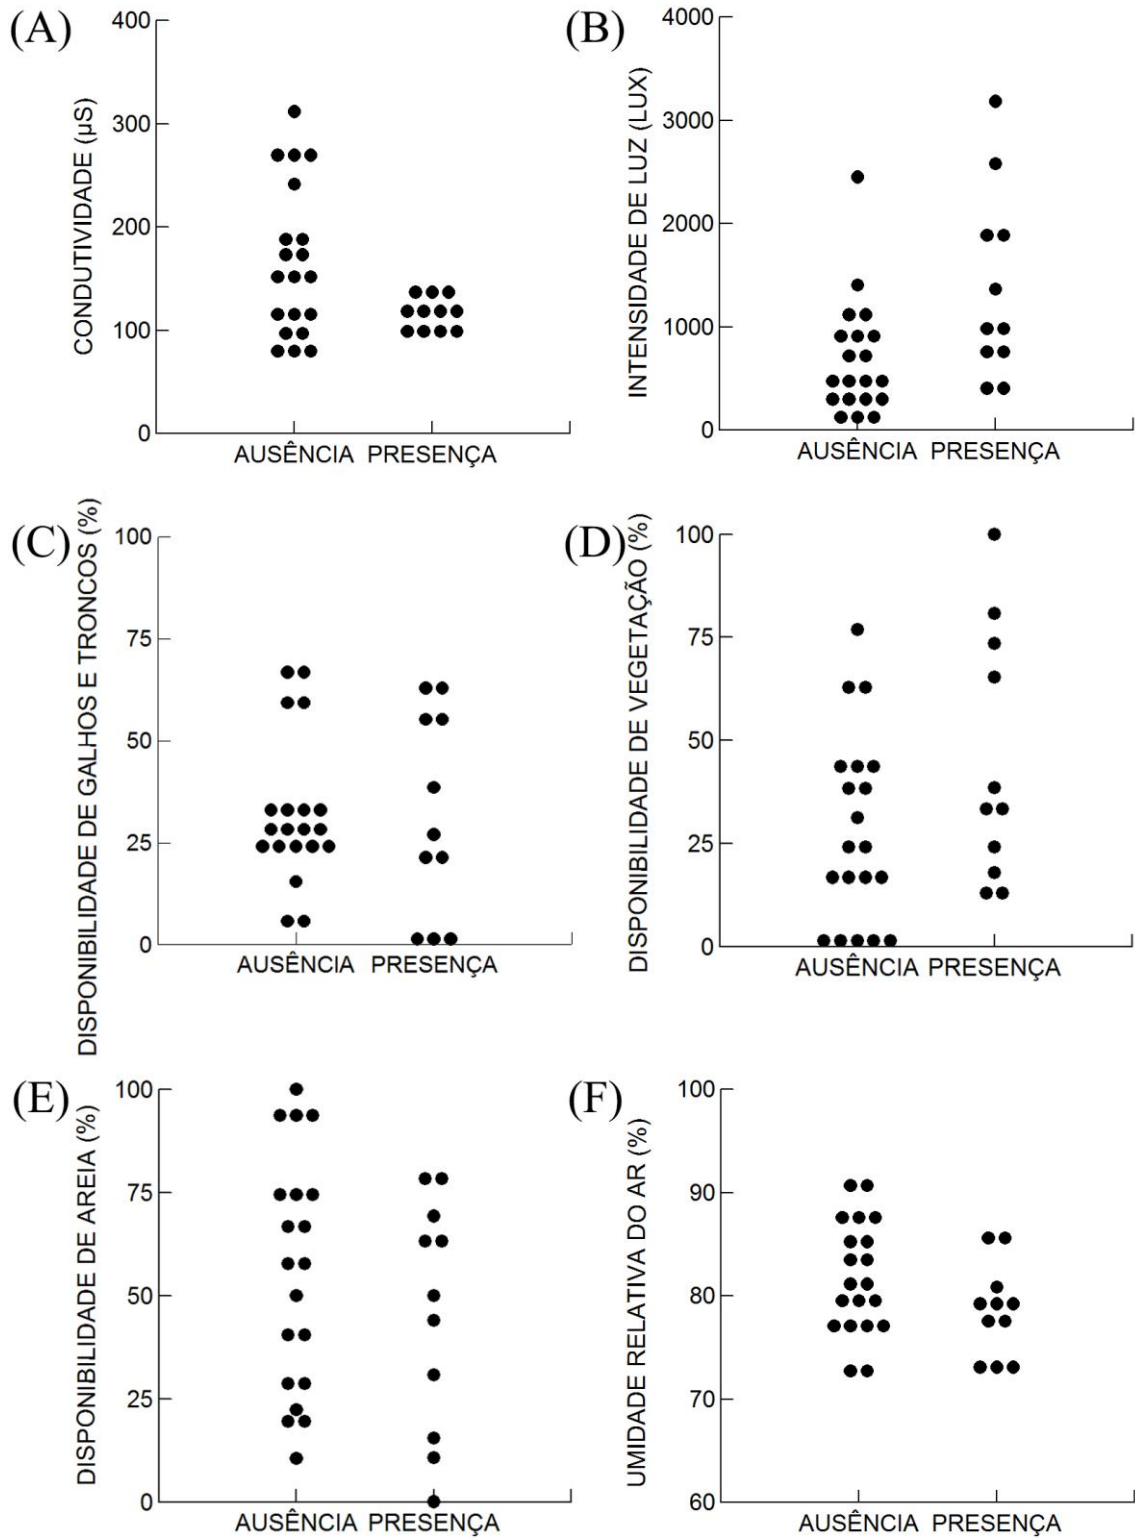 (A)
CONDUTIVIDADE (µS)
400
300
200
100
0
AUSÊNCIA PRESENÇA
(B)
INTENSIDADE DE LUZ (LUX)
4000
3000
2000
1000
0
AUSÊNCIA PRESENÇA
(C)
DISPONIBILIDADE DE GALHOS E TRONCOS (%)
100
75
50
25
0
AUSÊNCIA PRESENÇA
(D)
DISPONIBILIDADE DE VEGETAÇÃO (%)
100
75
50
25
0
AUSÊNCIA PRESENÇA
(E)
DISPONIBILIDADE DE AREIA (%)
100
75
50
25
0
AUSÊNCIA PRESENÇA
(F)
UMIDADE RELATIVA DO AR (%)
100
90
80
70
60
AUSÊNCIA PRESENÇA